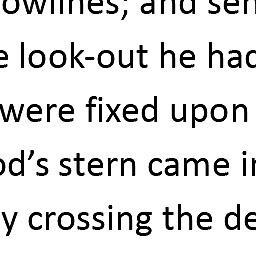 owlines; and sen
e look-out he had
were fixed upon
od's stern came in
y crossing the de